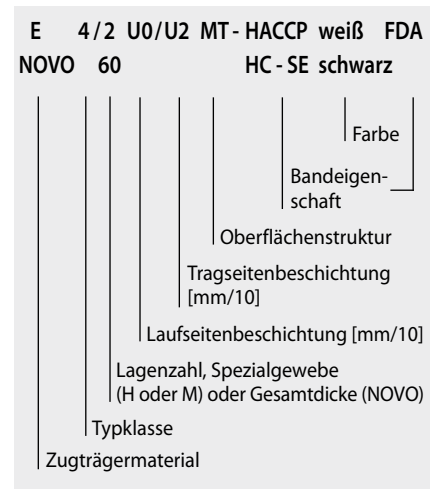 E 4/2 U0/U2 MT - HACCP weiß FDA
NOVO 60 HC - SE schwarz
Farbe
Bandeigen-
schaft
Oberflächenstruktur
Tragseitenbeschichtung
[mm/10]
Laufseitenbeschichtung [mm/10]
Lagenzahl, Spezialgewebe
(H oder M) oder Gesamtdicke (NOVO)
Typklasse
Zugträgermaterial